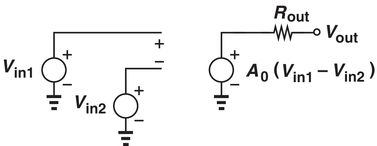 R_out
V_out
+
+
−
+
V_in1
−
+
V_in2
−
−
A_0 (V_in1 − V_in2)